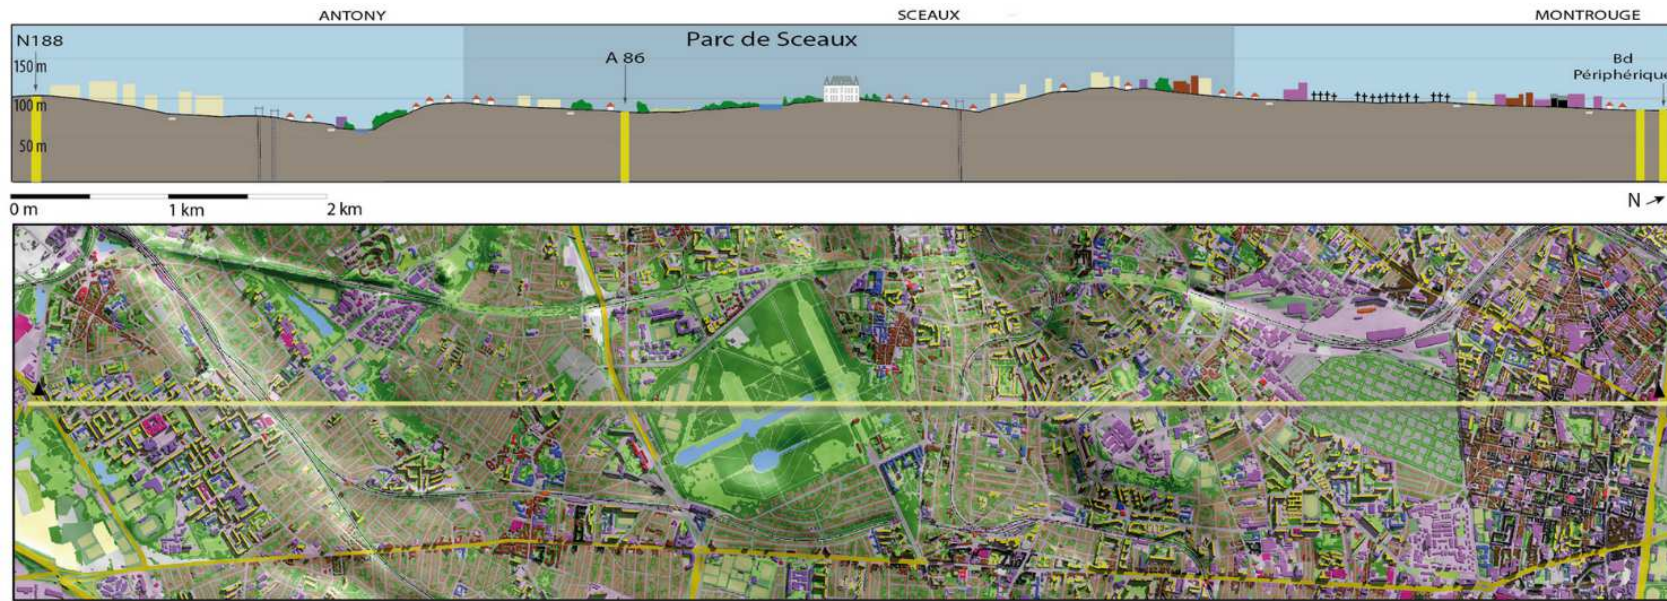 ANTONY
SCEAUX
MONTROUGE
N188
Parc de Sceaux
A 86
Bd
Périphérique
150 m
100 m
50 m
0 m
1 km
2 km
N